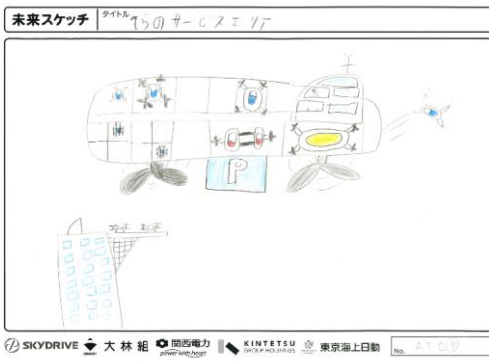 未来スケッチ
タイトル そらのサービスエリア
P
SKYDRIVE 大林組 関西電力 power with heart KINTETSU GROUP HOLDINGS 東京海上日動 No.